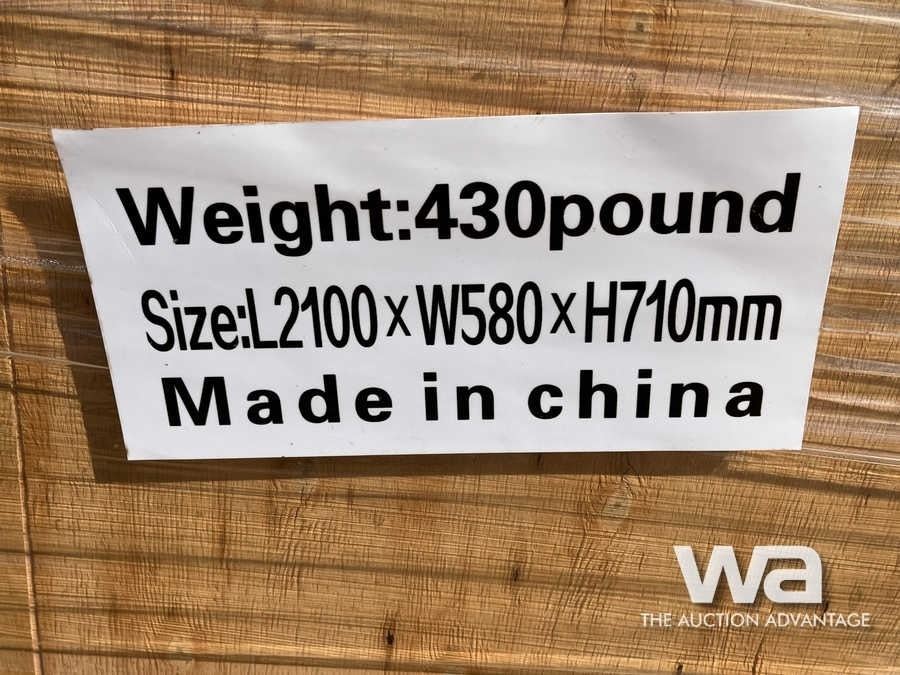 Weight:430pound
Size:L2100×W580×H710mm
Made in china
wa
THE AUCTION ADVANTAGE